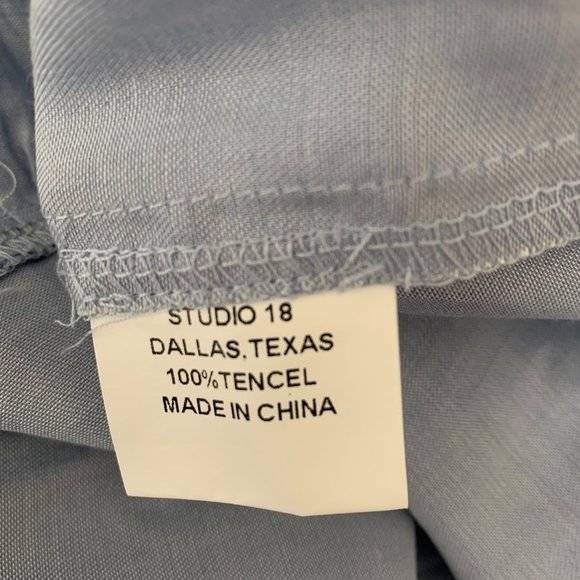 STUDIO 18
DALLAS,TEXAS
100%TENCEL
MADE IN CHINA